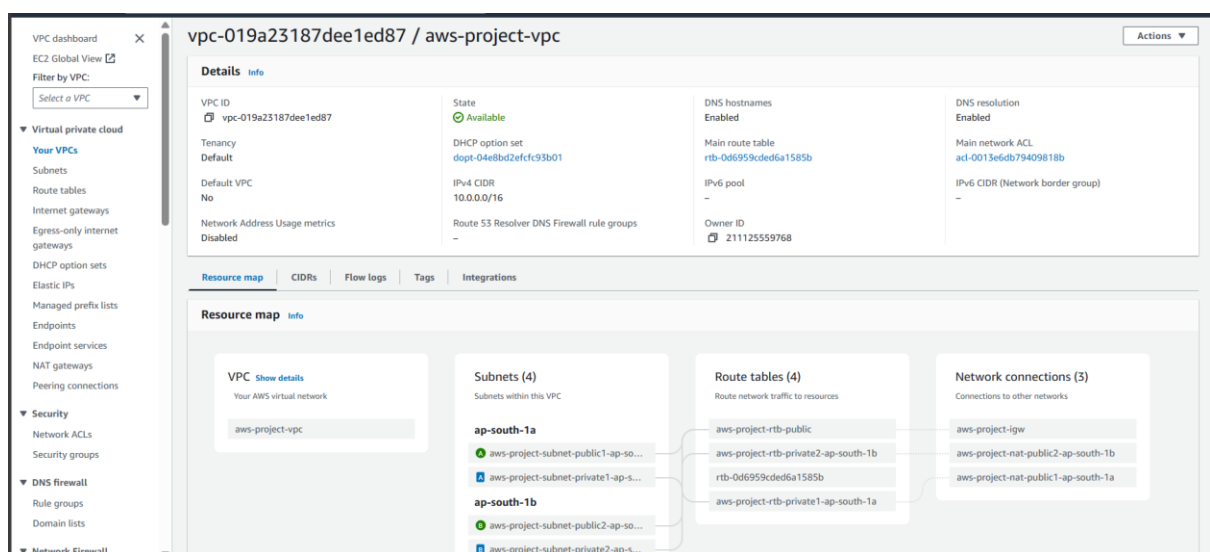 VPC dashboard
EC2 Global View
Filter by VPC:
Select a VPC
Virtual private cloud
Your VPCs
Subnets
Route tables
Internet gateways
Egress-only internet
gateways
DHCP option sets
Elastic IPs
Managed prefix lists
Endpoints
Endpoint services
NAT gateways
Peering connections
Security
Network ACLs
Security groups
DNS firewall
Rule groups
Domain lists
Network Firewall
vpc-019a23187dee1ed87 / aws-project-vpc
Actions
Details Info
VPC ID
vpc-019a23187dee1ed87
State
Available
DNS hostnames
Enabled
DNS resolution
Enabled
Tenancy
Default
DHCP option set
dopt-04e8bd2efcfc93b01
Main route table
rtb-0d6959cded6a1585b
Main network ACL
acl-0013e6db79409818b
Default VPC
No
IPv4 CIDR
10.0.0.0/16
IPv6 pool
–
IPv6 CIDR (Network border group)
–
Network Address Usage metrics
Disabled
Route 53 Resolver DNS Firewall rule groups
–
Owner ID
211125559768
Resource map CIDRs Flow logs Tags Integrations
Resource map Info
VPC Show details
Your AWS virtual network
aws-project-vpc
Subnets (4)
Subnets within this VPC
ap-south-1a
A aws-project-subnet-public1-ap-so...
A aws-project-subnet-private1-ap-s...
ap-south-1b
B aws-project-subnet-public2-ap-so...
B aws-project-subnet-private2-ap-s...
Route tables (4)
Route network traffic to resources
aws-project-rtb-public
aws-project-rtb-private2-ap-south-1b
rtb-0d6959cded6a1585b
aws-project-rtb-private1-ap-south-1a
Network connections (3)
Connections to other networks
aws-project-igw
aws-project-nat-public2-ap-south-1b
aws-project-nat-public1-ap-south-1a